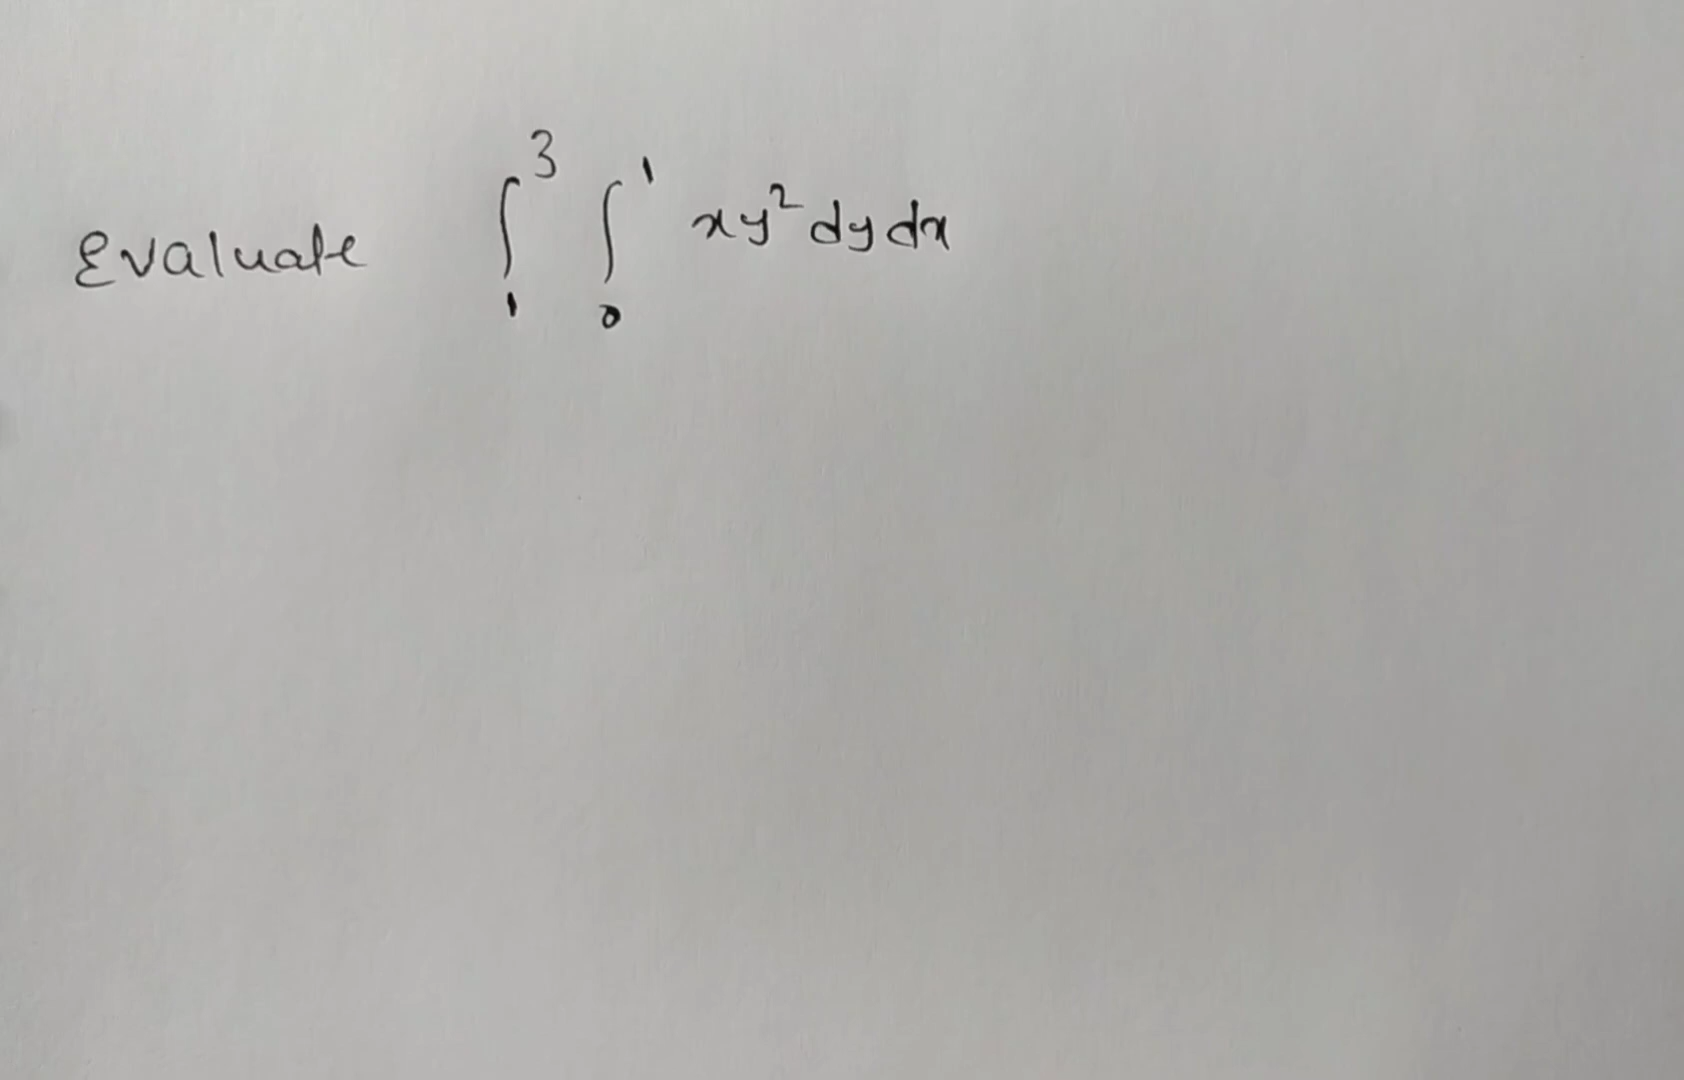 Evaluate ∫₁³ ∫₀¹ xy² dy dx